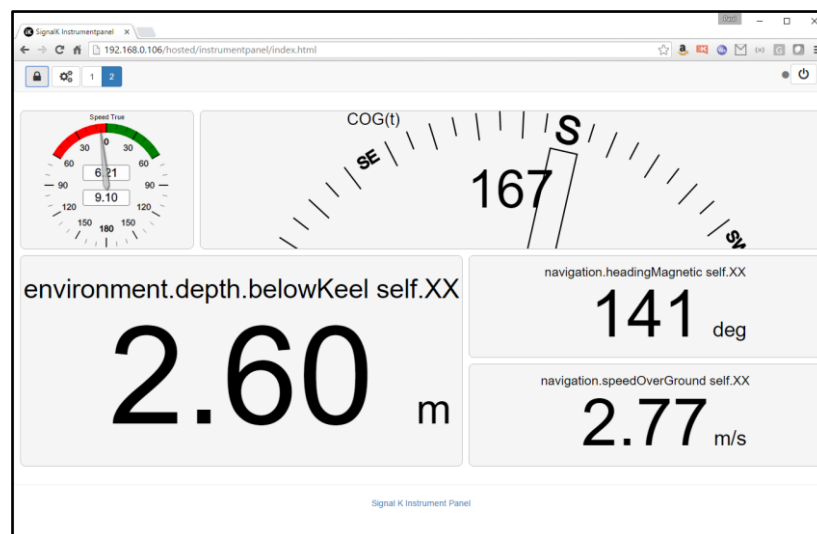 SignalK Instrumentpanel
192.168.0.106/hosted/instrumentpanel/index.html
1 2
Speed True
0
30 30
60 60
90 90
120 120
150 150
180
6.21
9.10
COG(t)
SE
S
SW
167
environment.depth.belowKeel self.XX
2.60 m
navigation.headingMagnetic self.XX
141 deg
navigation.speedOverGround self.XX
2.77 m/s
Signal K Instrument Panel